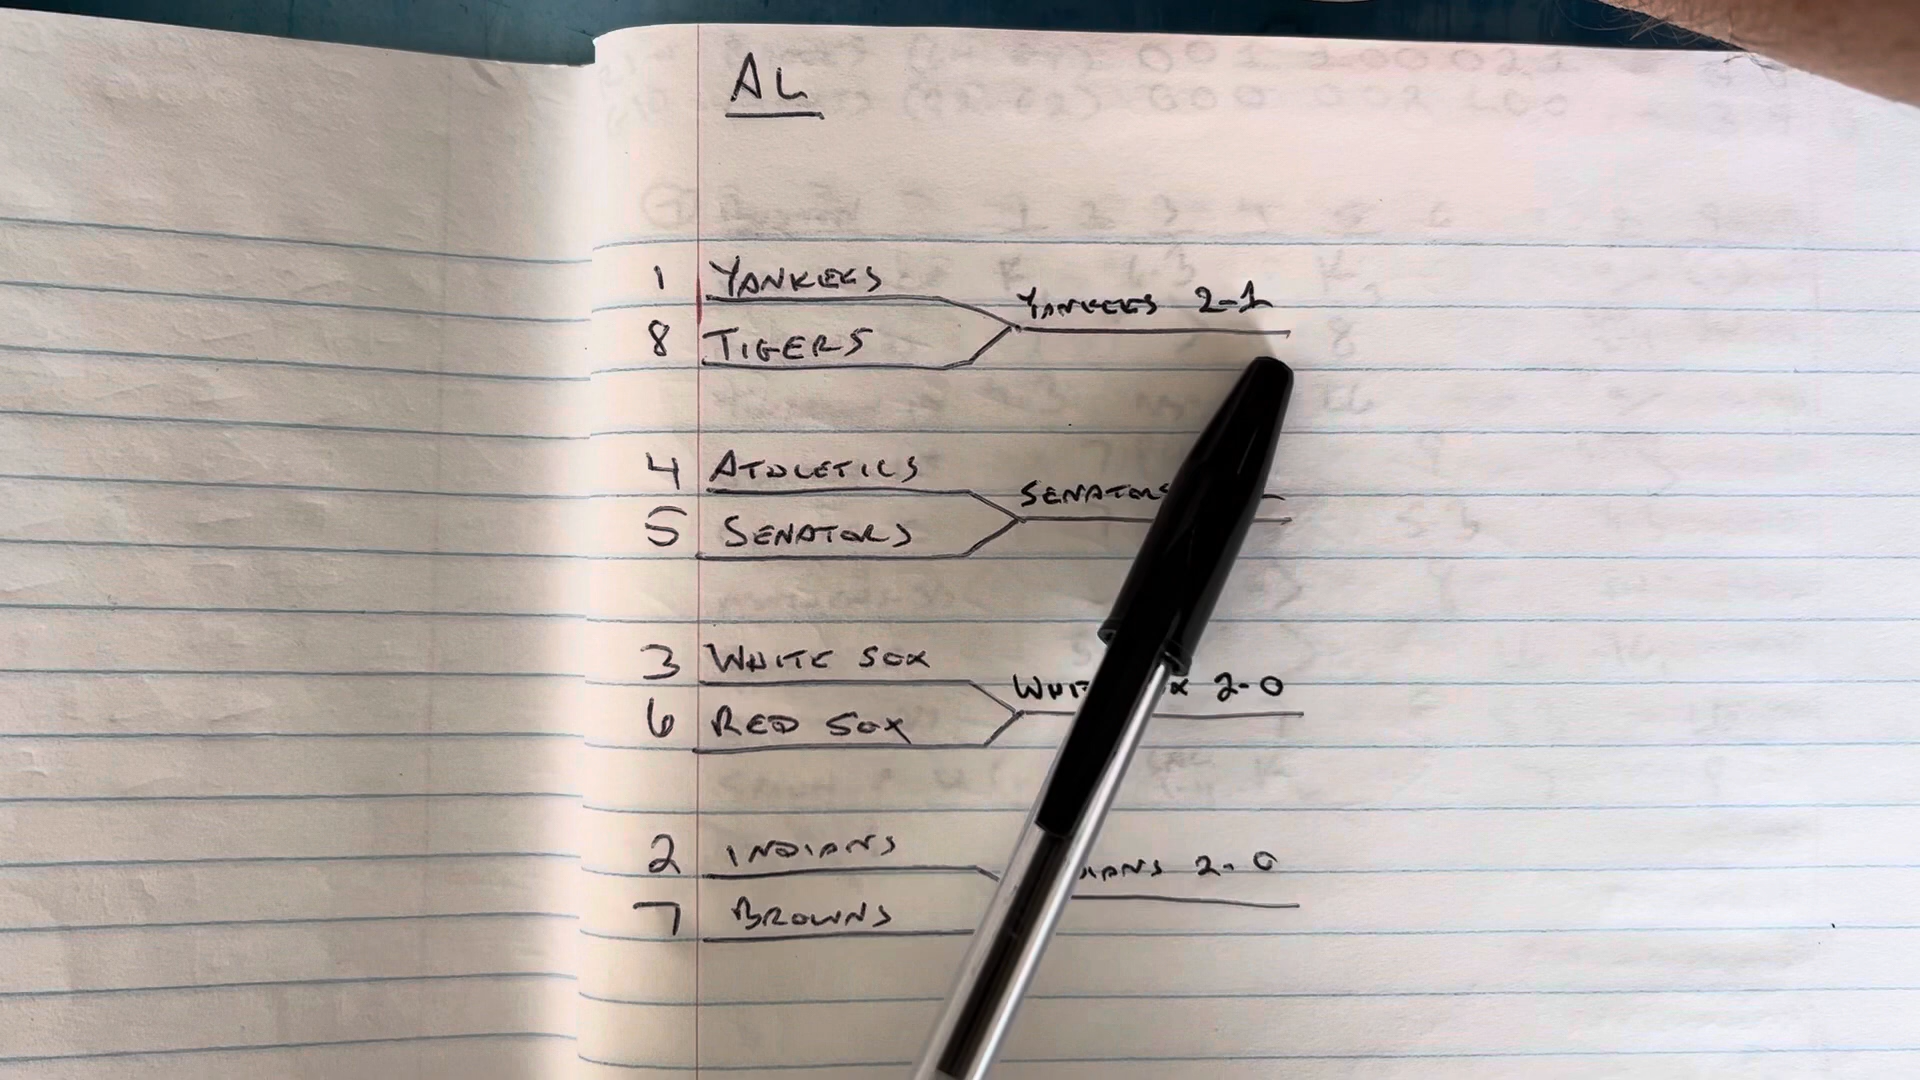 AL
1 YANKEES
YANKEES 2-1
8 TIGERS
4 ATHLETICS
SENATORS
5 SENATORS
3 WHITE SOX
2-0
6 RED SOX
2 INDIANS
2-0
7 BROWNS